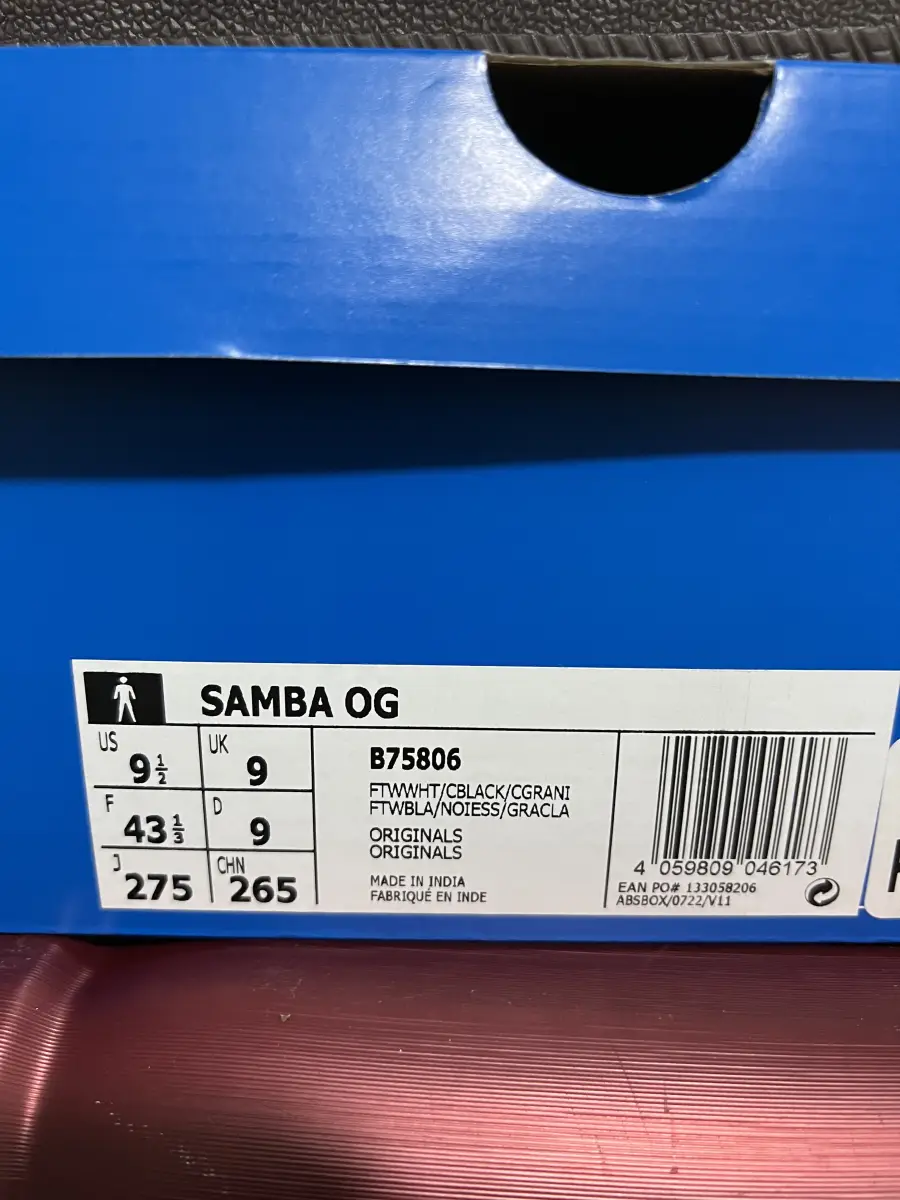 SAMBA OG
US 9 1/2 UK 9
F 43 1/3 D 9
J 275 CHN 265
B75806
FTWWHT/CBLACK/CGRANI
FTWBLA/NOIESS/GRACLA
ORIGINALS
ORIGINALS
MADE IN INDIA
FABRIQUÉ EN INDE
4 059809 046173
EAN PO# 133058206
ABSBOX/0722/V11